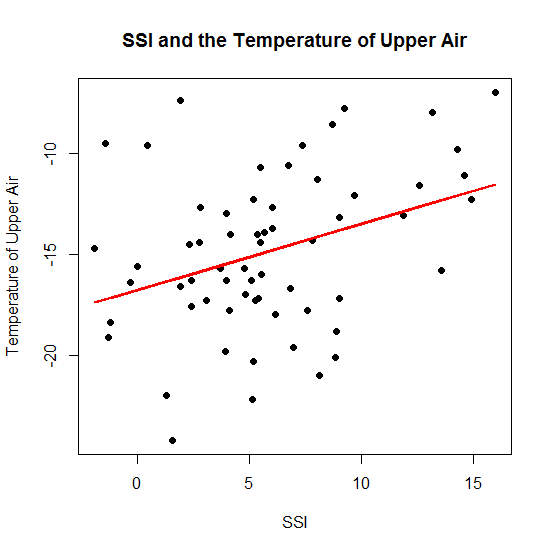 SSI and the Temperature of Upper Air
Temperature of Upper Air
-10
-15
-20
0 5 10 15
SSI